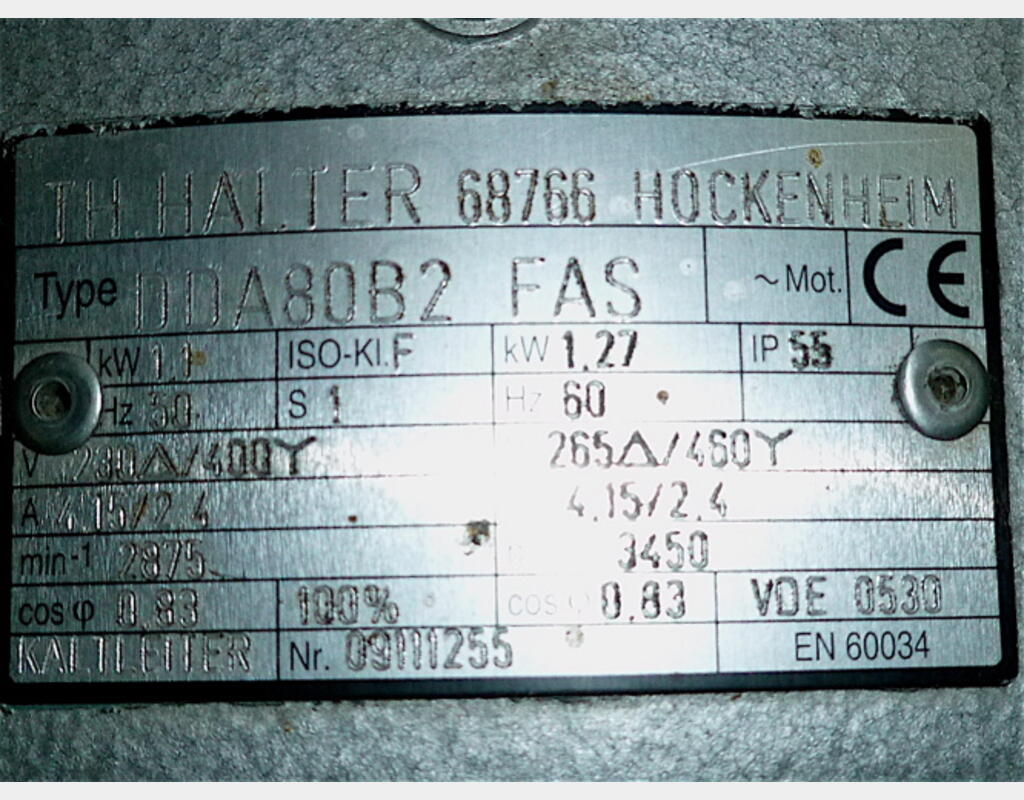 TH. HALTER 68766 HOCKENHEIM
Type DDA80B2 FAS ~ Mot. CE
kW 1.1 ISO-Kl. F kW 1.27 IP 55
Hz 50 S 1 Hz 60
V 230Δ/400Y 265Δ/460Y
A 4.15/2.4 4.15/2.4
min-1 2875 3450
cos φ 0.83 100% cos φ 0.83 VDE 0530
KALTLEITER Nr. 09111255 EN 60034